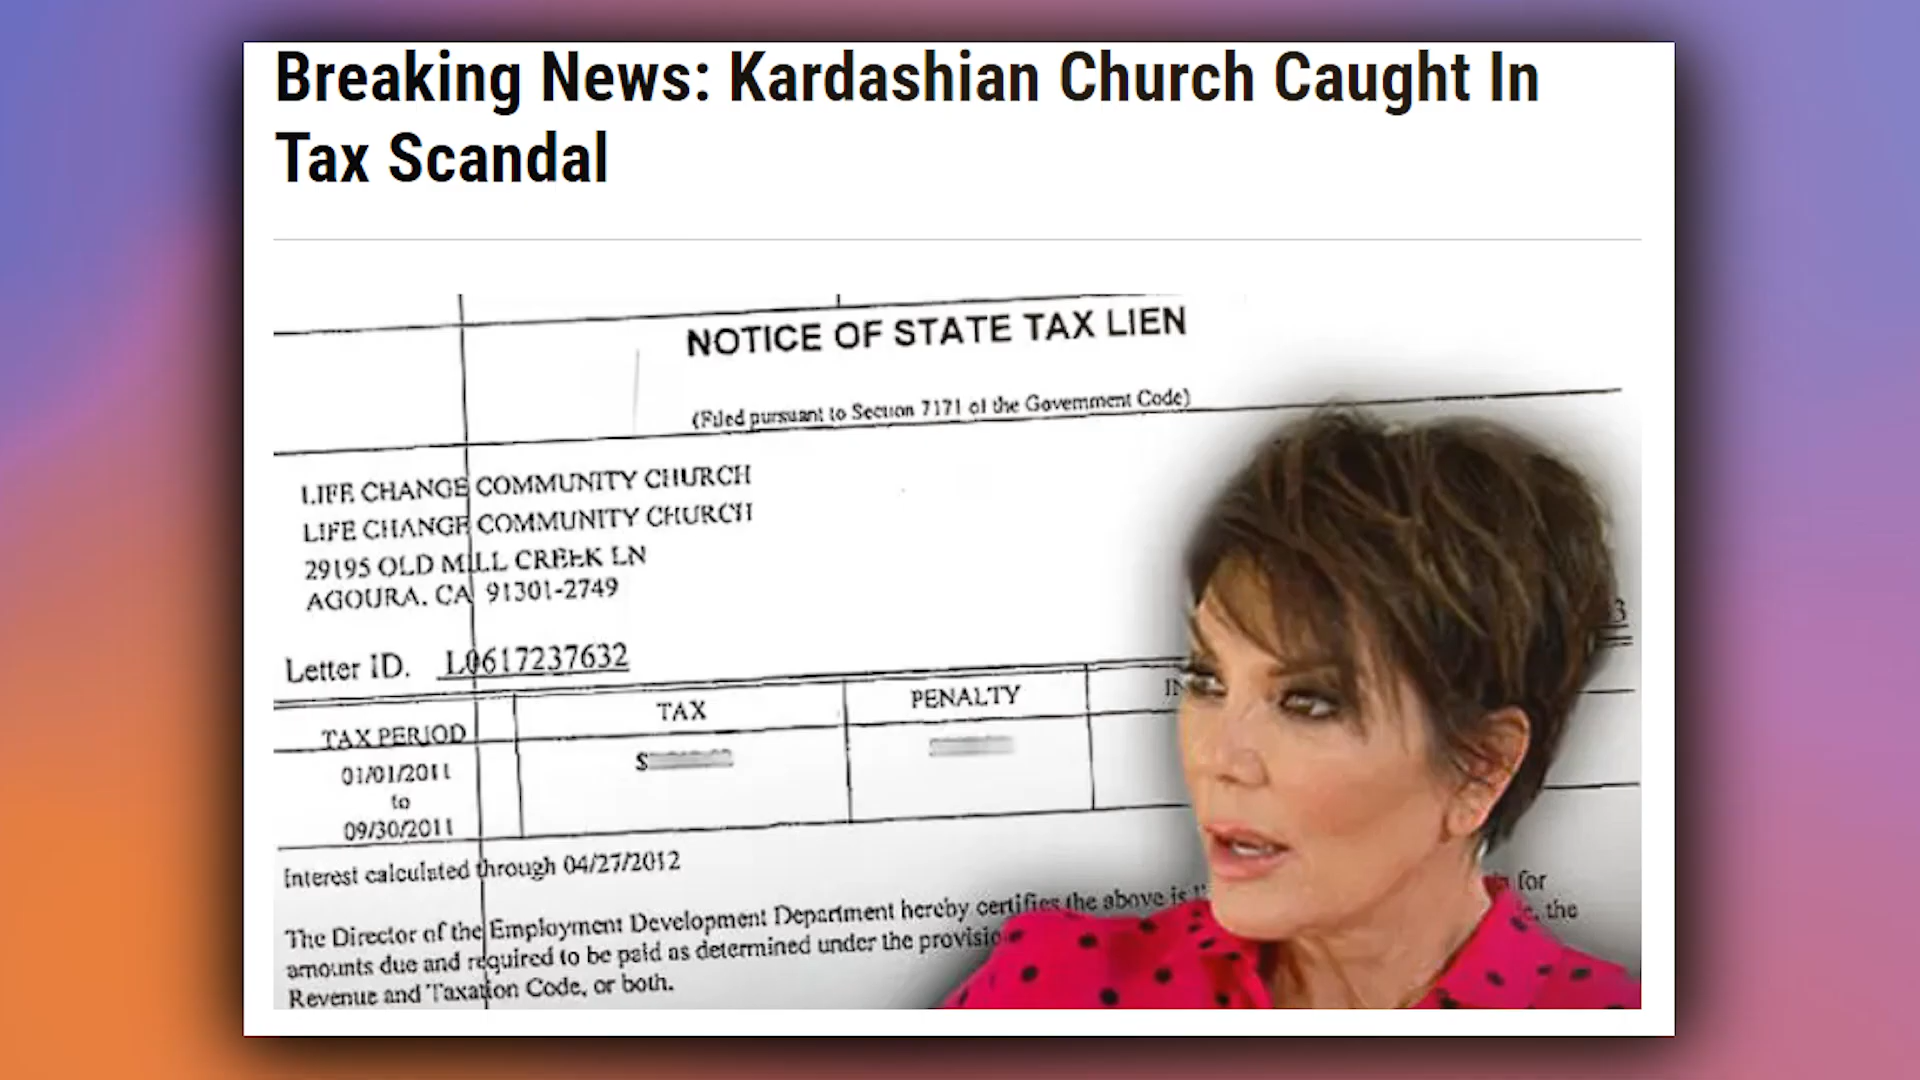 Breaking News: Kardashian Church Caught In
Tax Scandal
NOTICE OF STATE TAX LIEN
(Filed pursuant to Section 7171 of the Government Code)
LIFE CHANGE COMMUNITY CHURCH
LIFE CHANGE COMMUNITY CHURCH
29195 OLD MILL CREEK LN
AGOURA, CA 91301-2749
Letter ID. L0617237632
TAX PERIOD TAX PENALTY IN
01/01/2011 $
to
09/30/2011
Interest calculated through 04/27/2012
The Director of the Employment Development Department hereby certifies the above is for
amounts due and required to be paid as determined under the provisio the
Revenue and Taxation Code, or both.